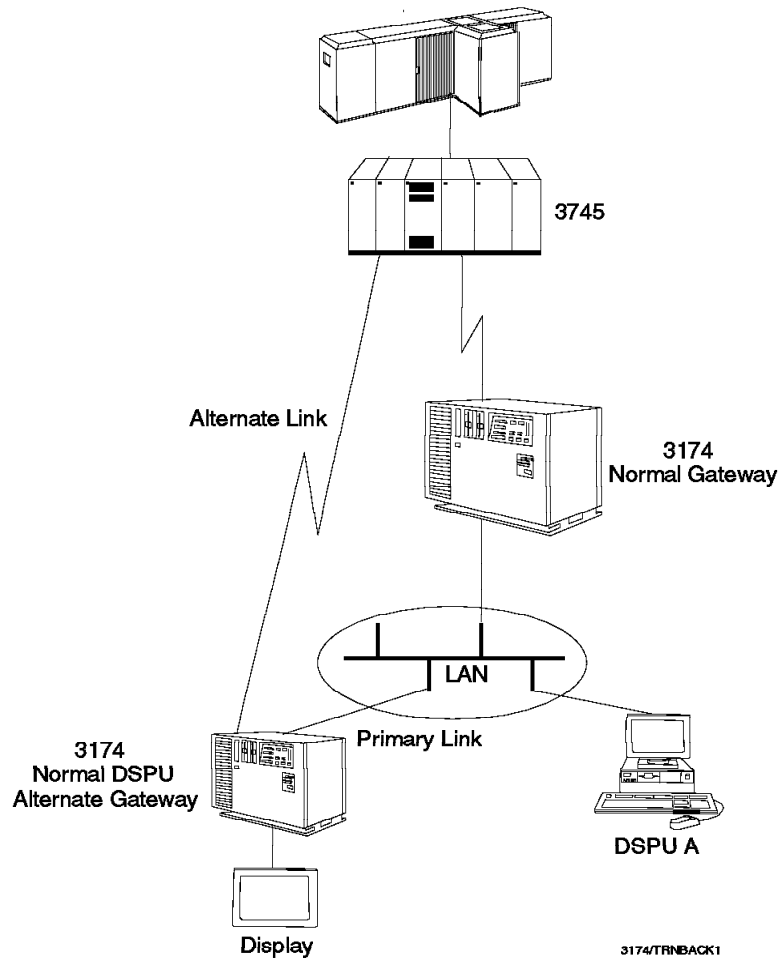 3745
Alternate Link
3174
Normal Gateway
LAN
Primary Link
3174
Normal DSPU
Alternate Gateway
DSPU A
Display
3174/TRNBACK1